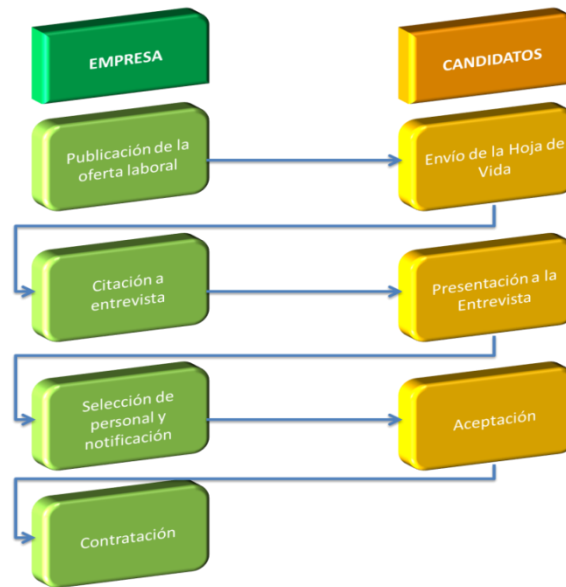 EMPRESA
CANDIDATOS
Publicación de la
oferta laboral
Envío de la Hoja de
Vida
Citación a
entrevista
Presentación a la
Entrevista
Selección de
personal y
notificación
Aceptación
Contratación